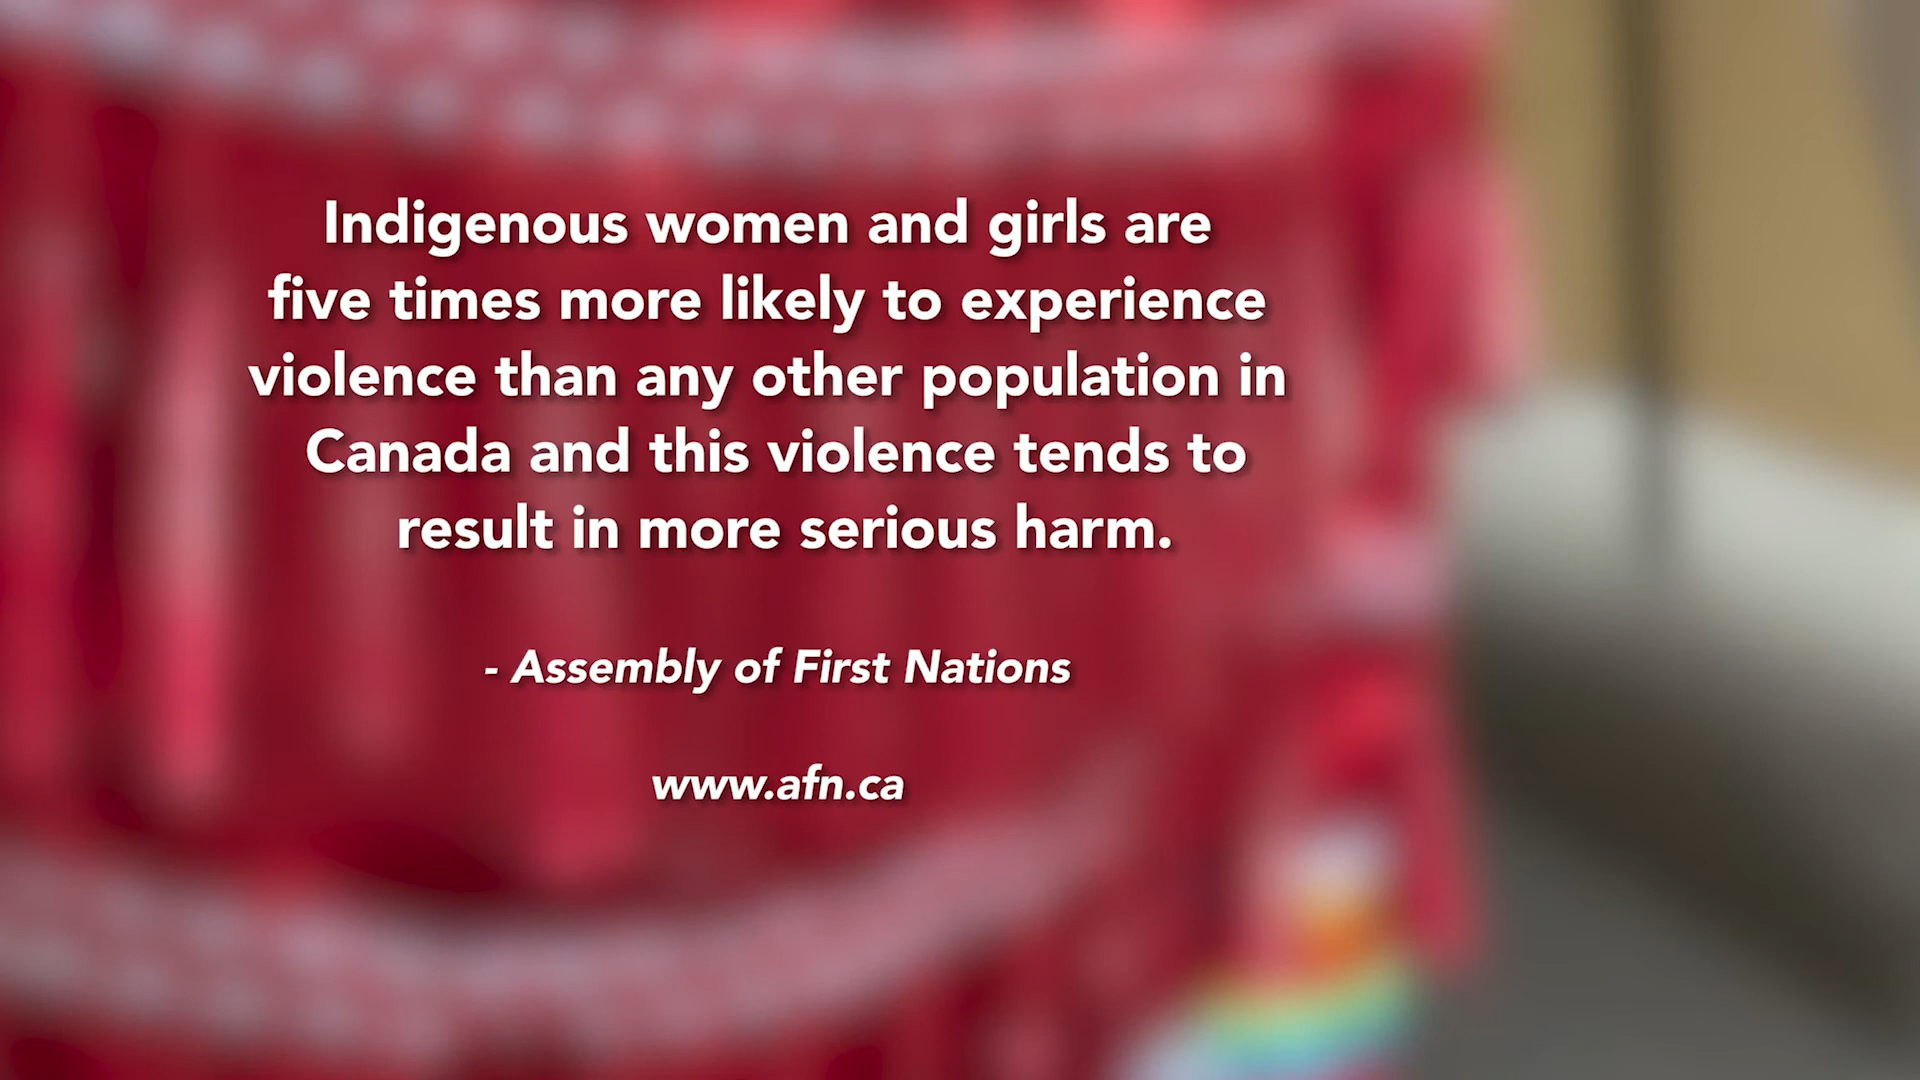 Indigenous women and girls are
five times more likely to experience
violence than any other population in
Canada and this violence tends to
result in more serious harm.
- Assembly of First Nations
www.afn.ca